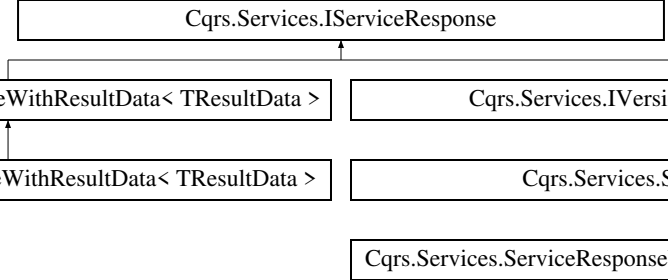 Cqrs.Services.IServiceResponse
eWithResultData< TResultData >
Cqrs.Services.IVersi
eWithResultData< TResultData >
Cqrs.Services.S
Cqrs.Services.ServiceResponse